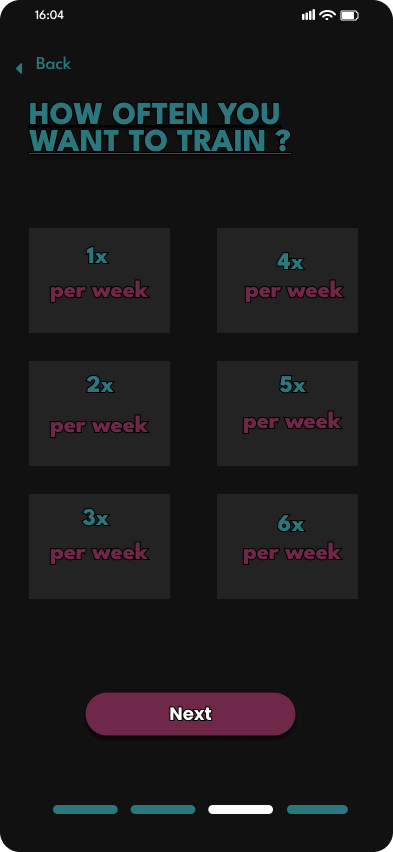 16:04
Back
HOW OFTEN YOU
WANT TO TRAIN ?
1x
per week
4x
per week
2x
per week
5x
per week
3x
per week
6x
per week
Next